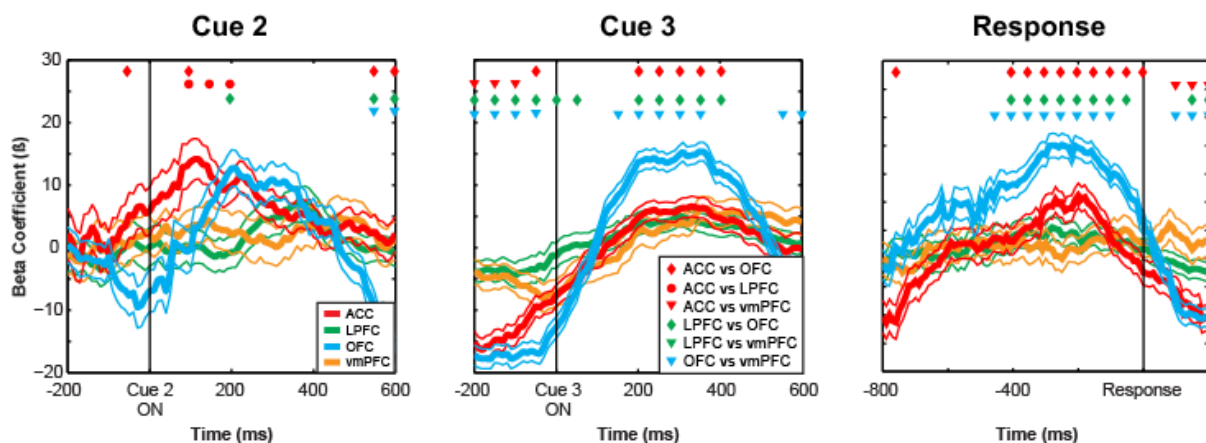 Cue 2
Cue 3
Response
Beta Coefficient (ß)
30
20
10
0
−10
−20
ACC
LPFC
OFC
vmPFC
-200
Cue 2
ON
200
400
600
Time (ms)
ACC vs OFC
ACC vs LPFC
ACC vs vmPFC
LPFC vs OFC
LPFC vs vmPFC
OFC vs vmPFC
-200
Cue 3
ON
200
400
600
Time (ms)
-800
-400
Response
Time (ms)